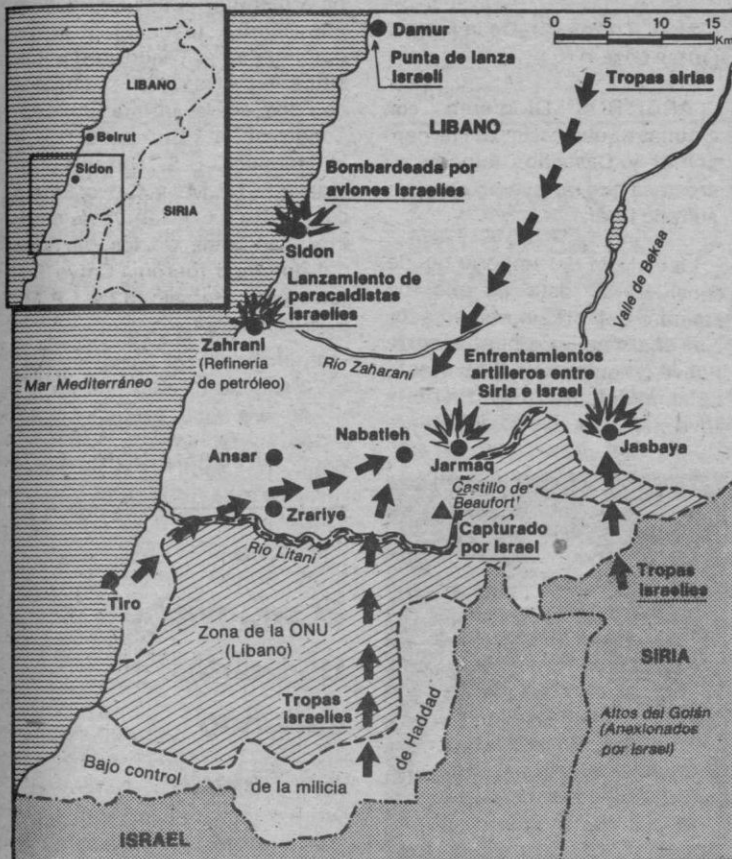 LIBANO
Beirut
Sidon
SIRIA
0 5 10 15
Km
Damur
Punta de lanza
israelí
Tropas sirias
LIBANO
Bombardeada por
aviones israelíes
Sidon
Lanzamiento de
paracaidistas
israelíes
Zahrani
(Refinería
de petróleo)
Río Zaharaní
Valle de Bekaa
Mar Mediterráneo
Enfrentamientos
artilleros entre
Siria e Israel
Ansar
Nabatieh
Jarmaq
Jasbaya
Castillo de
Beaufort
Zrariye
Capturado
por Israel
Río Litani
Tiro
Tropas
israelíes
Zona de la ONU
(Líbano)
SIRIA
Tropas
israelíes
Altos del Golán
(Anexionados
por Israel)
Bajo control
de la milicia
de Haddad
ISRAEL